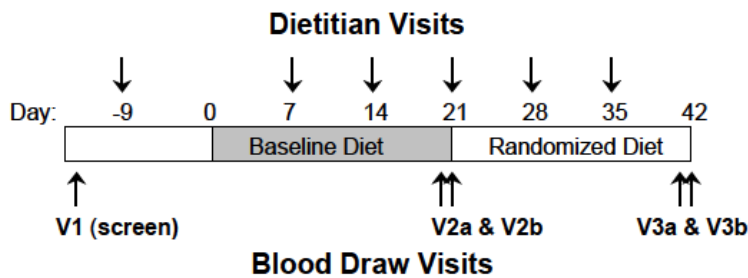 Dietitian Visits
Day: -9 0 7 14 21 28 35 42
Baseline Diet Randomized Diet
V1 (screen) V2a & V2b V3a & V3b
Blood Draw Visits